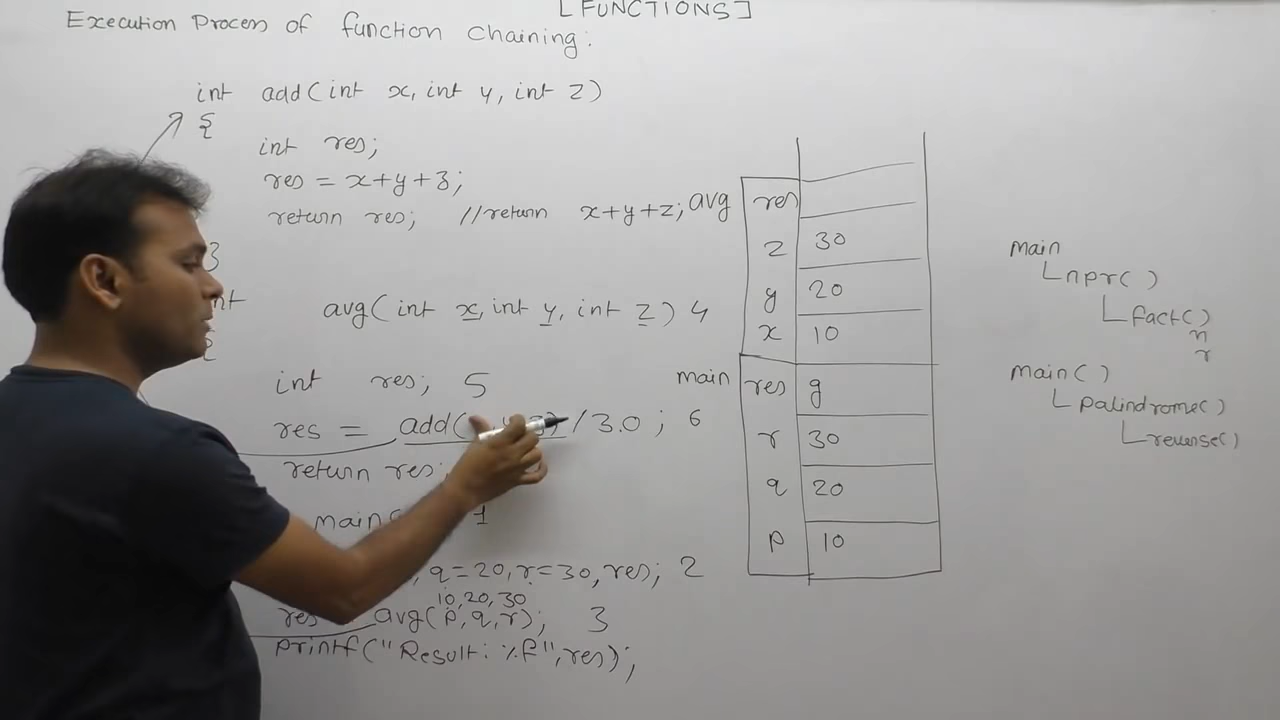 [FUNCTIONS]
Execution Process of function chaining:
int add(int x, int y, int z)
{
int res;
res = x+y+3;
return res; //return x+y+z;
}
avg(int x, int y, int z) 4
{
int res; 5
res = add( /3.0; 6
return res;
main 1
q=20, r=30, res; 2
10, 20, 30
res avg(p, q, r); 3
printf("Result: %f", res);
avg res
z 30
y 20
x 10
main res g
r 30
q 20
p 10
main
npr()
fact()
n
r
main()
palindrome()
reverse()